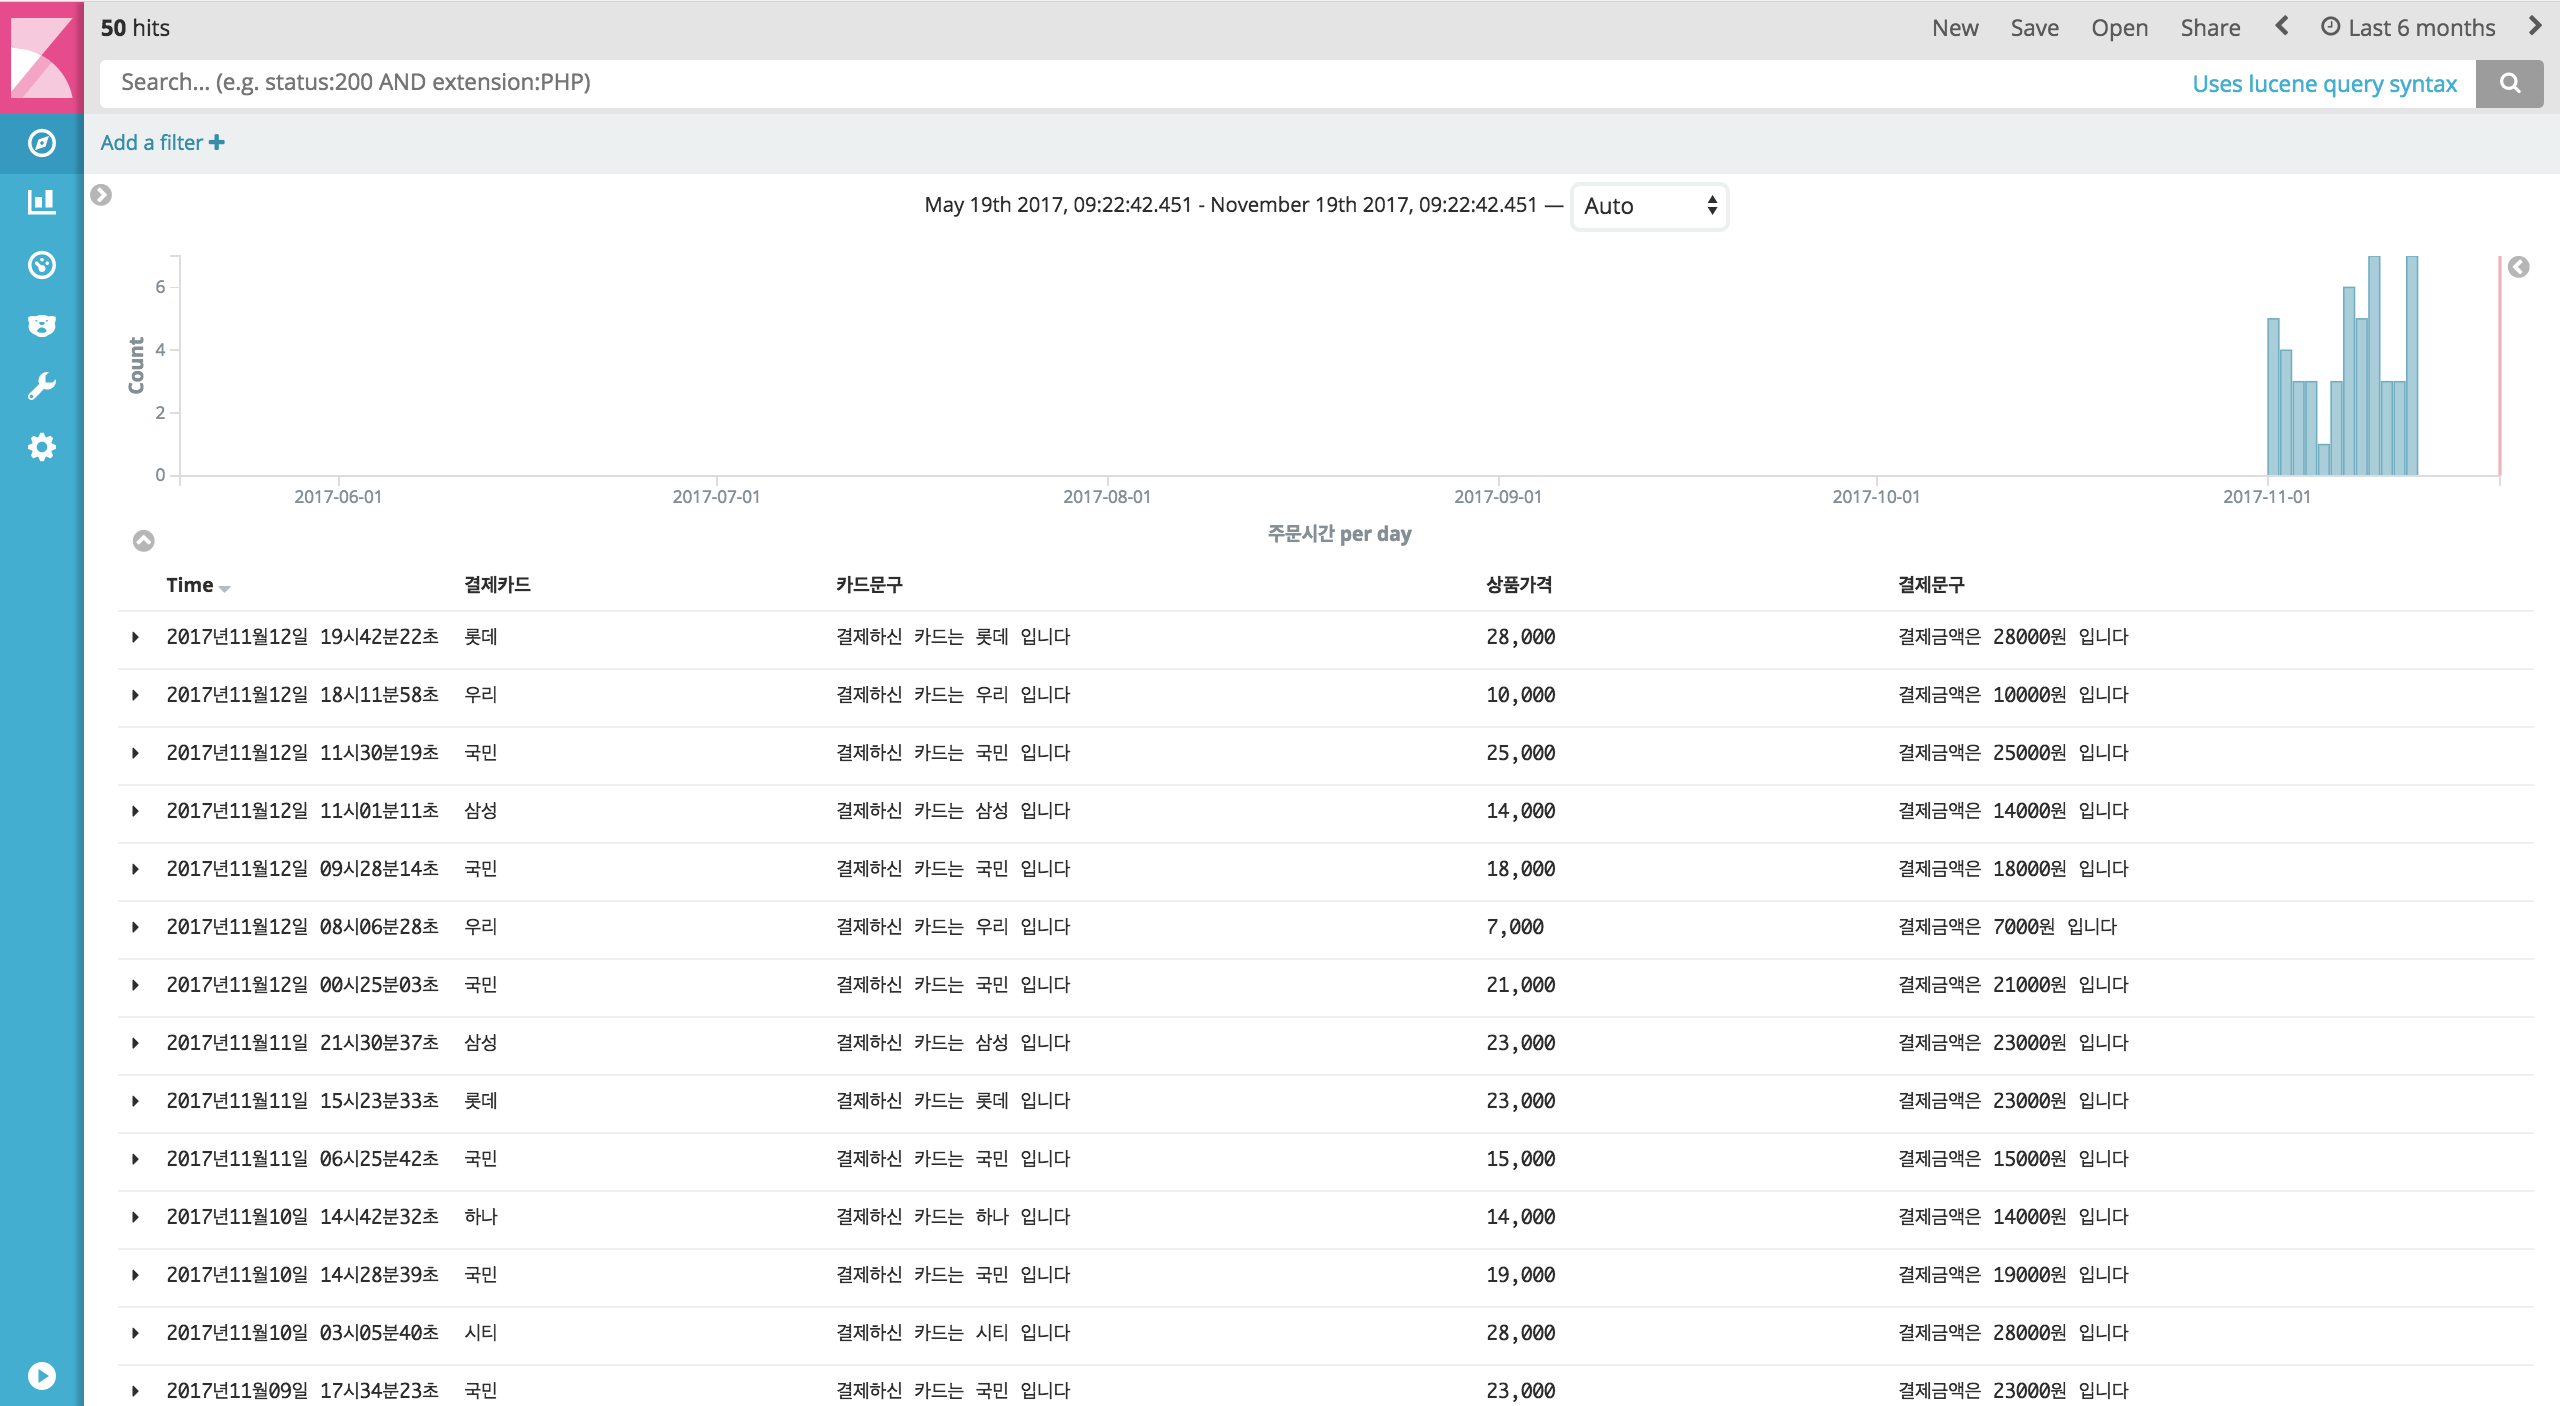 50 hits
New Save Open Share Last 6 months
Search... (e.g. status:200 AND extension:PHP) Uses lucene query syntax
Add a filter
May 19th 2017, 09:22:42.451 - November 19th 2017, 09:22:42.451 — Auto
Count
6
4
2
0
2017-06-01 2017-07-01 2017-08-01 2017-09-01 2017-10-01 2017-11-01
주문시간 per day
Time 결제카드 카드문구 상품가격 결제문구
2017년11월12일 19시42분22초 롯데 결제하신 카드는 롯데 입니다 28,000 결제금액은 28000원 입니다
2017년11월12일 18시11분58초 우리 결제하신 카드는 우리 입니다 10,000 결제금액은 10000원 입니다
2017년11월12일 11시30분19초 국민 결제하신 카드는 국민 입니다 25,000 결제금액은 25000원 입니다
2017년11월12일 11시01분11초 삼성 결제하신 카드는 삼성 입니다 14,000 결제금액은 14000원 입니다
2017년11월12일 09시28분14초 국민 결제하신 카드는 국민 입니다 18,000 결제금액은 18000원 입니다
2017년11월12일 08시06분28초 우리 결제하신 카드는 우리 입니다 7,000 결제금액은 7000원 입니다
2017년11월12일 00시25분03초 국민 결제하신 카드는 국민 입니다 21,000 결제금액은 21000원 입니다
2017년11월11일 21시30분37초 삼성 결제하신 카드는 삼성 입니다 23,000 결제금액은 23000원 입니다
2017년11월11일 15시23분33초 롯데 결제하신 카드는 롯데 입니다 23,000 결제금액은 23000원 입니다
2017년11월11일 06시25분42초 국민 결제하신 카드는 국민 입니다 15,000 결제금액은 15000원 입니다
2017년11월10일 14시42분32초 하나 결제하신 카드는 하나 입니다 14,000 결제금액은 14000원 입니다
2017년11월10일 14시28분39초 국민 결제하신 카드는 국민 입니다 19,000 결제금액은 19000원 입니다
2017년11월10일 03시05분40초 시티 결제하신 카드는 시티 입니다 28,000 결제금액은 28000원 입니다
2017년11월09일 17시34분23초 국민 결제하신 카드는 국민 입니다 23,000 결제금액은 23000원 입니다